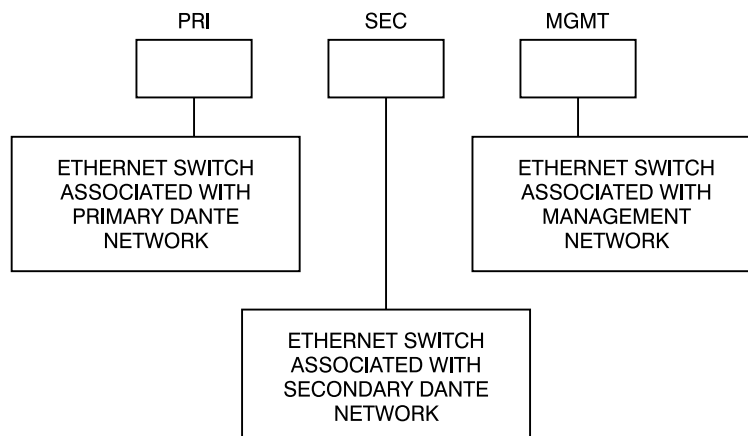 PRI
SEC
MGMT
ETHERNET SWITCH
ASSOCIATED WITH
PRIMARY DANTE
NETWORK
ETHERNET SWITCH
ASSOCIATED WITH
MANAGEMENT
NETWORK
ETHERNET SWITCH
ASSOCIATED WITH
SECONDARY DANTE
NETWORK